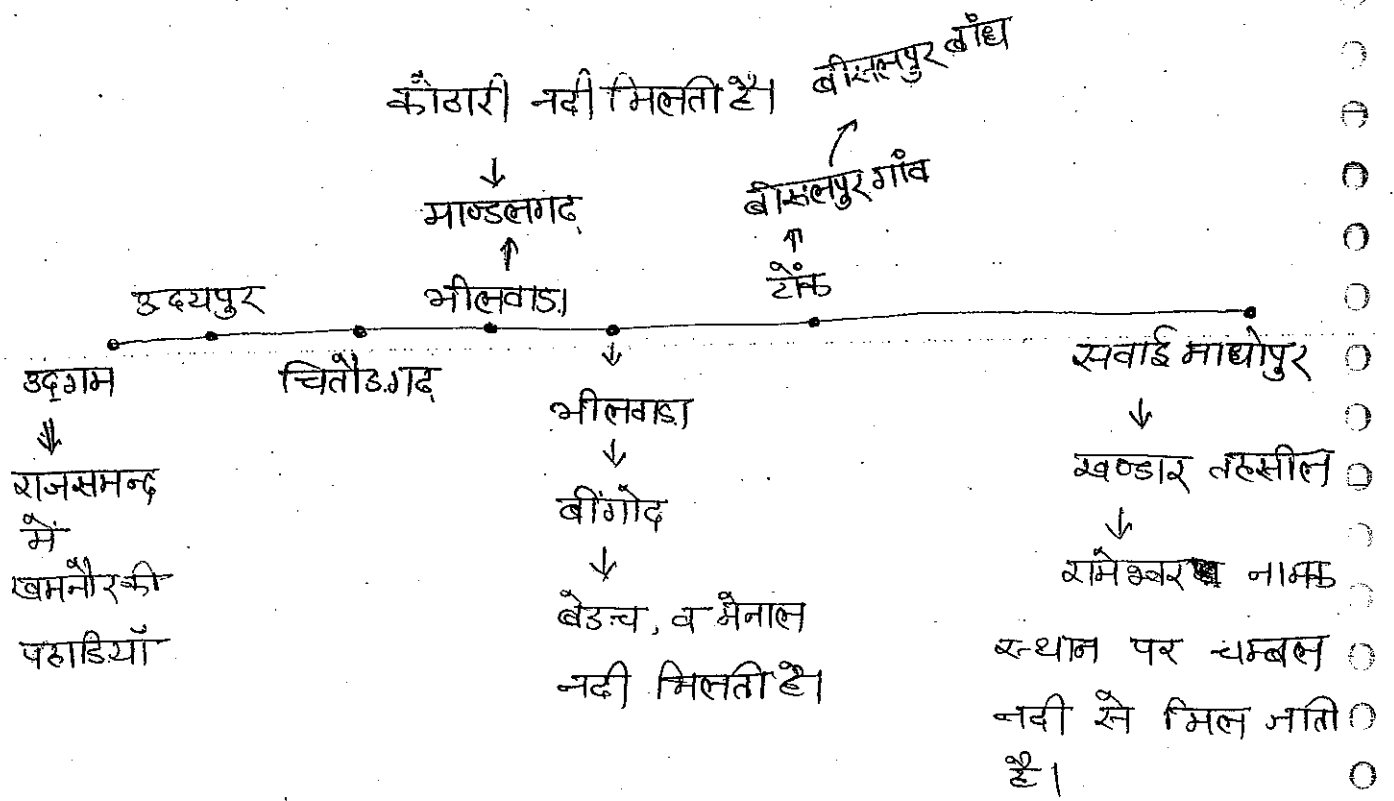 कौठारी नदी मिलती है।
बीसलपुर बाँध
↓
माण्डलगढ़
↑
भीलवाड़ा
बीसलपुर गाँव
↑
टोंक
उदयपुर
उद्गम
↓
राजसमन्द
में
खमनौर की
पहाडियाँ
चितौड़गढ़
↓
भीलवाड़ा
↓
बींगोद
↓
बेड़च, व मेनाल
नदी मिलती है।
सवाई माधोपुर
↓
खण्डार तहसील
↓
रामेश्वर नामक
स्थान पर चम्बल
नदी से मिल जाती
है।